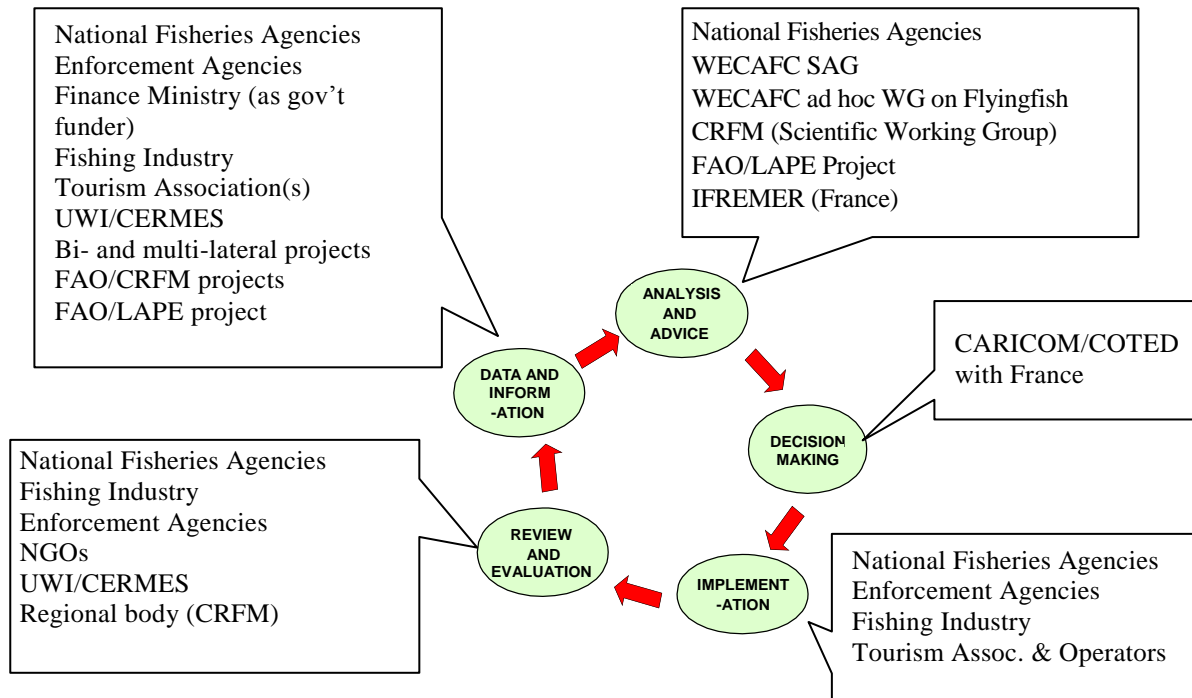 National Fisheries Agencies
Enforcement Agencies
Finance Ministry (as gov’t
funder)
Fishing Industry
Tourism Association(s)
UWI/CERMES
Bi- and multi-lateral projects
FAO/CRFM projects
FAO/LAPE project
National Fisheries Agencies
WECAFC SAG
WECAFC ad hoc WG on Flyingfish
CRFM (Scientific Working Group)
FAO/LAPE Project
IFREMER (France)
ANALYSIS
AND
ADVICE
CARICOM/COTED
with France
DATA AND
INFORM
-ATION
DECISION
MAKING
National Fisheries Agencies
Fishing Industry
Enforcement Agencies
NGOs
UWI/CERMES
Regional body (CRFM)
REVIEW
AND
EVALUATION
IMPLEMENT
-ATION
National Fisheries Agencies
Enforcement Agencies
Fishing Industry
Tourism Assoc. & Operators